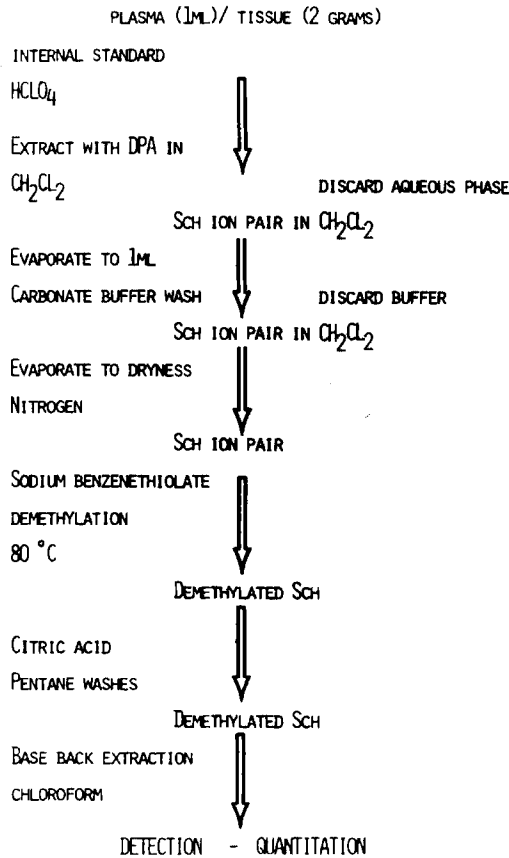 PLASMA (1ML)/ TISSUE (2 GRAMS)
INTERNAL STANDARD
HCLO4
EXTRACT WITH DPA IN
CH2CL2 DISCARD AQUEOUS PHASE
SCH ION PAIR IN CH2CL2
EVAPORATE TO 1ML
CARBONATE BUFFER WASH DISCARD BUFFER
SCH ION PAIR IN CH2CL2
EVAPORATE TO DRYNESS
NITROGEN
SCH ION PAIR
SODIUM BENZENETHIOLATE
DEMETHYLATION
80 °C
DEMETHYLATED SCH
CITRIC ACID
PENTANE WASHES
DEMETHYLATED SCH
BASE BACK EXTRACTION
CHLOROFORM
DETECTION - QUANTITATION